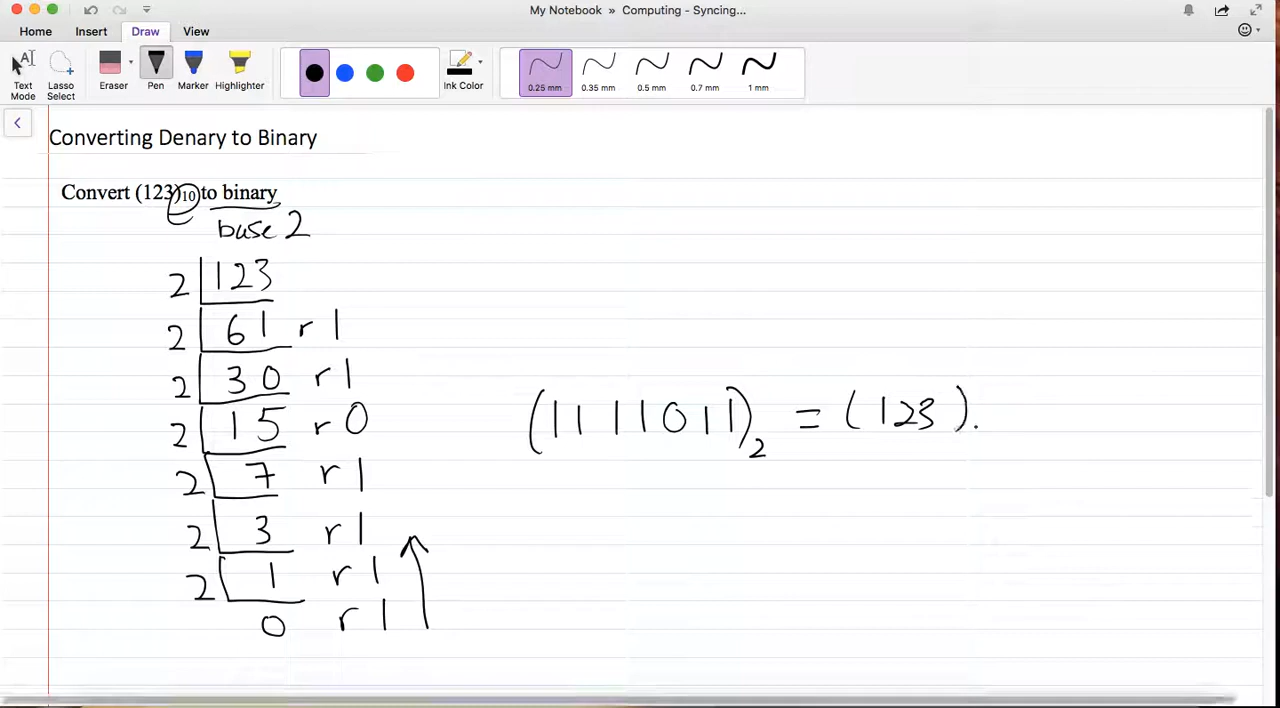 My Notebook » Computing - Syncing...
Home Insert Draw View
Text Mode
Lasso Select
Eraser
Pen
Marker
Highlighter
Ink Color
0.25 mm
0.35 mm
0.5 mm
0.7 mm
1 mm
Converting Denary to Binary
Convert (123)10 to binary
base 2
2 123
2 61 r 1
2 30 r 1
2 15 r 0
2 7 r 1
2 3 r 1
2 1 r 1
0 r 1
(1111011)2 = (123).